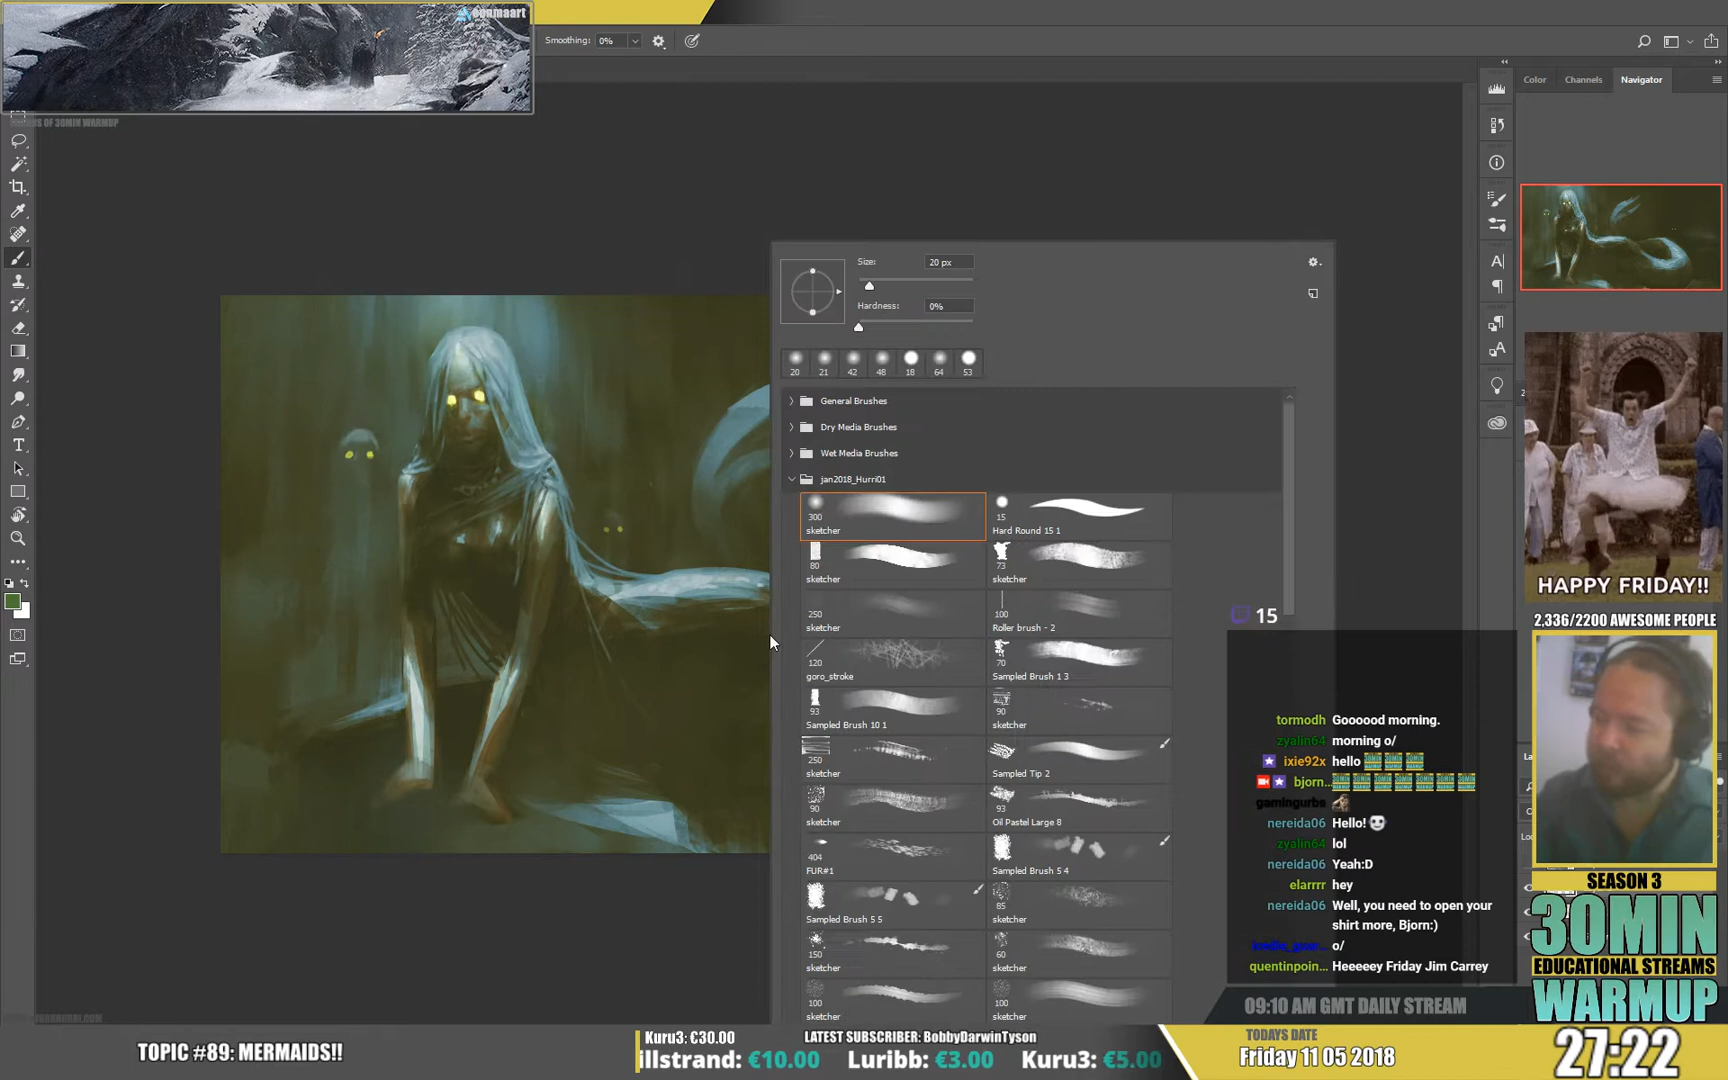 Smoothing: 0%
Color Channels Navigator
Size: 20 px
Hardness: 0%
20 21 42 48 18 64 53
General Brushes
Dry Media Brushes
Wet Media Brushes
jan2018_Hurri01
300 15
sketcher Hard Round 15 1
80 73
sketcher sketcher
250 100
sketcher Roller brush - 2
120 70
goro_stroke Sampled Brush 1 3
93 90
Sampled Brush 10 1 sketcher
250
sketcher Sampled Tip 2
90 93
sketcher Oil Pastel Large 8
404
FUR#1 Sampled Brush 5 4
85
Sampled Brush 5 5 sketcher
150 60
sketcher sketcher
100 100
sketcher sketcher
HAPPY FRIDAY!!
2,336/2200 AWESOME PEOPLE
15
tormodh Goooood morning.
zyalin64 morning o/
ixie92x hello
bjorn...
gamingurbs
nereida06 Hello!
zyalin64 lol
nereida06 Yeah:D
elarrrr hey
nereida06 Well, you need to open your
shirt more, Bjorn:)
o/
quentinpoin... Heeeeey Friday Jim Carrey
SEASON 3
30MIN
EDUCATIONAL STREAMS
WARMUP
09:10 AM GMT DAILY STREAM
TOPIC #89: MERMAIDS!!
Kuru3: €30.00
LATEST SUBSCRIBER: BobbyDarwinTyson
illstrand: €10.00 Luribb: €3.00 Kuru3: €5.00
TODAYS DATE
Friday 11 05 2018
27:22